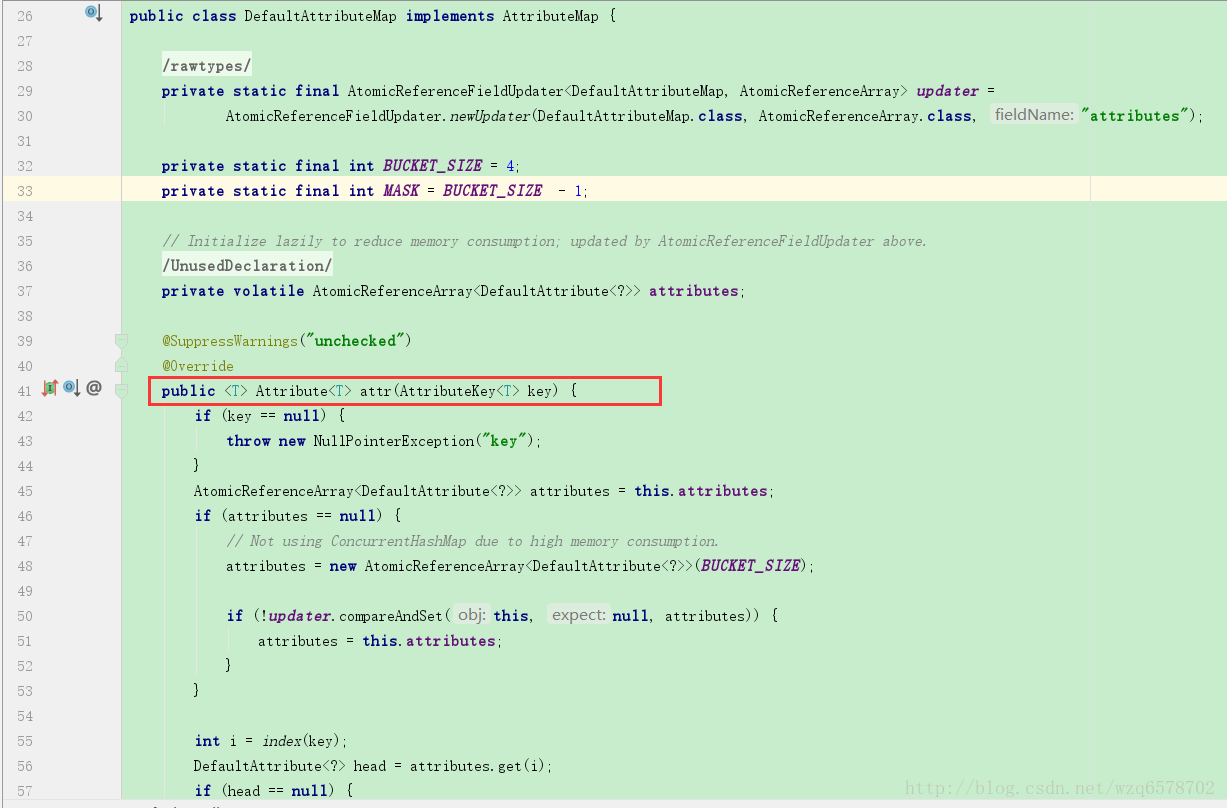 26 public class DefaultAttributeMap implements AttributeMap {
27
28 /rawtypes/
29 private static final AtomicReferenceFieldUpdater<DefaultAttributeMap, AtomicReferenceArray> updater =
30 AtomicReferenceFieldUpdater.newUpdater(DefaultAttributeMap.class, AtomicReferenceArray.class, fieldName: "attributes");
31
32 private static final int BUCKET_SIZE = 4;
33 private static final int MASK = BUCKET_SIZE  - 1;
34
35 // Initialize lazily to reduce memory consumption; updated by AtomicReferenceFieldUpdater above.
36 /UnusedDeclaration/
37 private volatile AtomicReferenceArray<DefaultAttribute<?>> attributes;
38
39 @SuppressWarnings("unchecked")
40 @Override
41 @ public <T> Attribute<T> attr(AttributeKey<T> key) {
42 if (key == null) {
43 throw new NullPointerException("key");
44 }
45 AtomicReferenceArray<DefaultAttribute<?>> attributes = this.attributes;
46 if (attributes == null) {
47 // Not using ConcurrentHashMap due to high memory consumption.
48 attributes = new AtomicReferenceArray<DefaultAttribute<?>>(BUCKET_SIZE);
49
50 if (!updater.compareAndSet( obj: this, expect: null, attributes)) {
51 attributes = this.attributes;
52 }
53 }
54
55 int i = index(key);
56 DefaultAttribute<?> head = attributes.get(i);
57 if (head == null) {
http://blog.csdn.net/wzq6578702